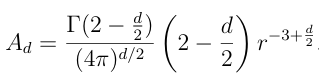 $A_d = \frac{\Gamma(2 - \frac{d}{2})}{(4\pi)^{d/2}} \left(2 - \frac{d}{2}\right) r^{-3+\frac{d}{2}}.$